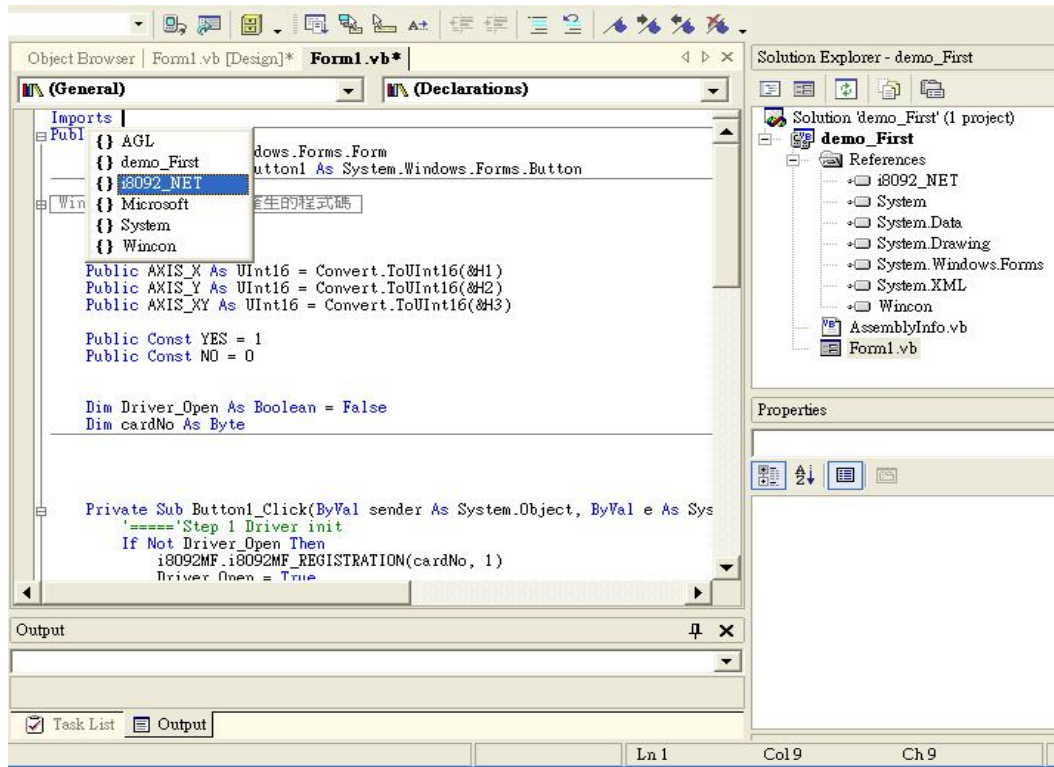 Object Browser Form1.vb [Design]* Form1.vb*
(General) (Declarations)
Imports
Publ
{} AGL
{} demo_First
{} i8092_NET
{} Microsoft
{} System
{} Wincon
dows.Forms.Form
utton1 As System.Windows.Forms.Button
Win 產生的程式碼
Public AXIS_X As UInt16 = Convert.ToUInt16(&H1)
Public AXIS_Y As UInt16 = Convert.ToUInt16(&H2)
Public AXIS_XY As UInt16 = Convert.ToUInt16(&H3)
Public Const YES = 1
Public Const NO = 0
Dim Driver_Open As Boolean = False
Dim cardNo As Byte
Private Sub Button1_Click(ByVal sender As System.Object, ByVal e As Sys
'====='Step 1 Driver init
If Not Driver_Open Then
i8092MF.i8092MF_REGISTRATION(cardNo, 1)
Driver_Open = True
Output
Task List Output
Solution Explorer - demo_First
Solution 'demo_First' (1 project)
demo_First
References
i8092_NET
System
System.Data
System.Drawing
System.Windows.Forms
System.XML
Wincon
AssemblyInfo.vb
Form1.vb
Properties
Ln 1 Col 9 Ch 9